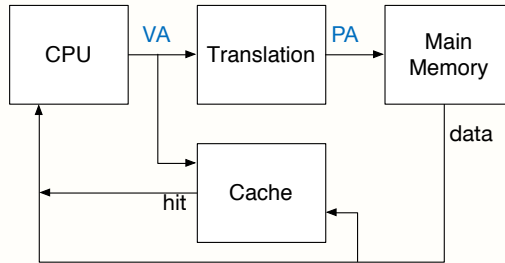 CPU
VA
Translation
PA
Main
Memory
data
hit
Cache